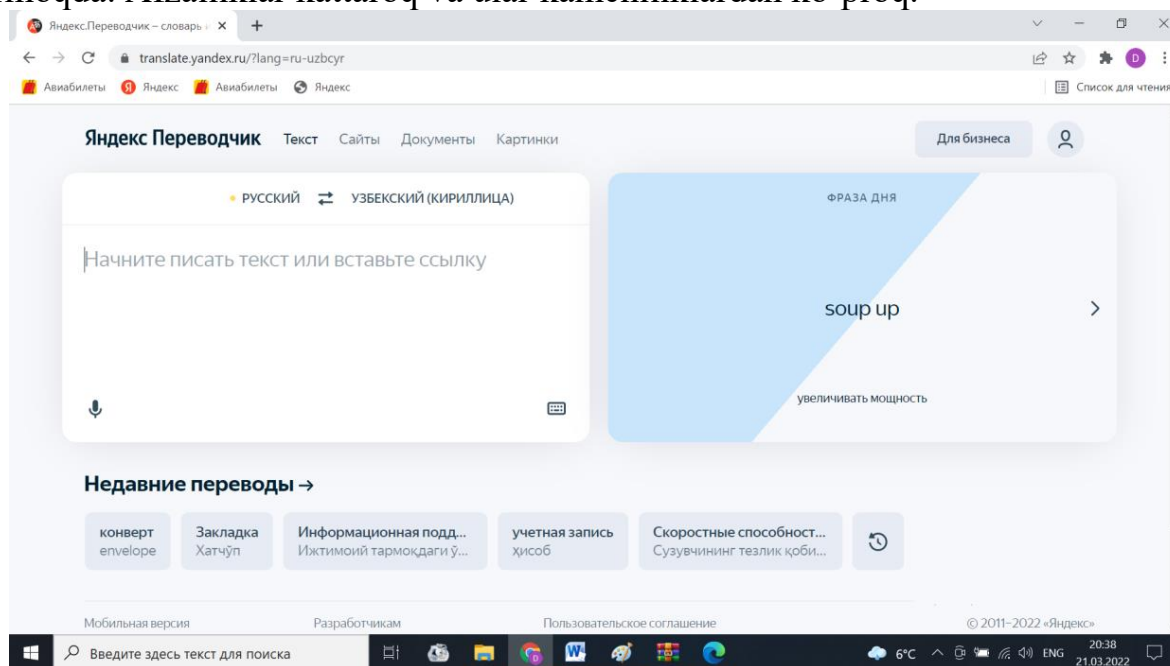 Яндекс.Переводчик – словарь
translate.yandex.ru/?lang=ru-uzbcyr
D
Авиабилеты Яндекс Авиабилеты Яндекс Список для чтения
Яндекс Переводчик Текст Сайты Документы Картинки Для бизнеса
РУССКИЙ УЗБЕКСКИЙ (КИРИЛЛИЦА)
Начните писать текст или вставьте ссылку
ФРАЗА ДНЯ
soup up
увеличивать мощность
Недавние переводы →
конверт Закладка Информационная подд... учетная запись Скоростные способност...
envelope Хатчўп Ижтимоий тармоқдаги ў... ҳисоб Сузувчининг тезлик қоби...
Мобильная версия Разработчикам Пользовательское соглашение © 2011–2022 «Яндекс»
Введите здесь текст для поиска 6°C ENG 20:38
21.03.2022